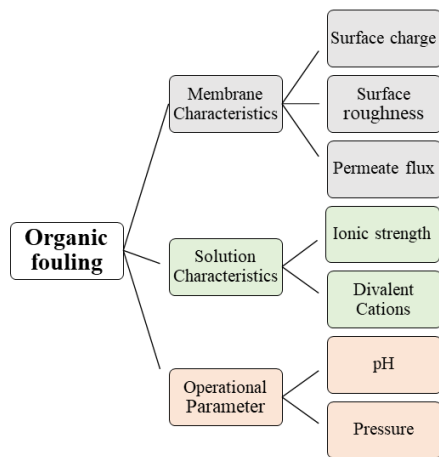 Organic
fouling
Membrane
Characteristics
Surface charge
Surface
roughness
Permeate flux
Solution
Characteristics
Ionic strength
Divalent
Cations
Operational
Parameter
pH
Pressure